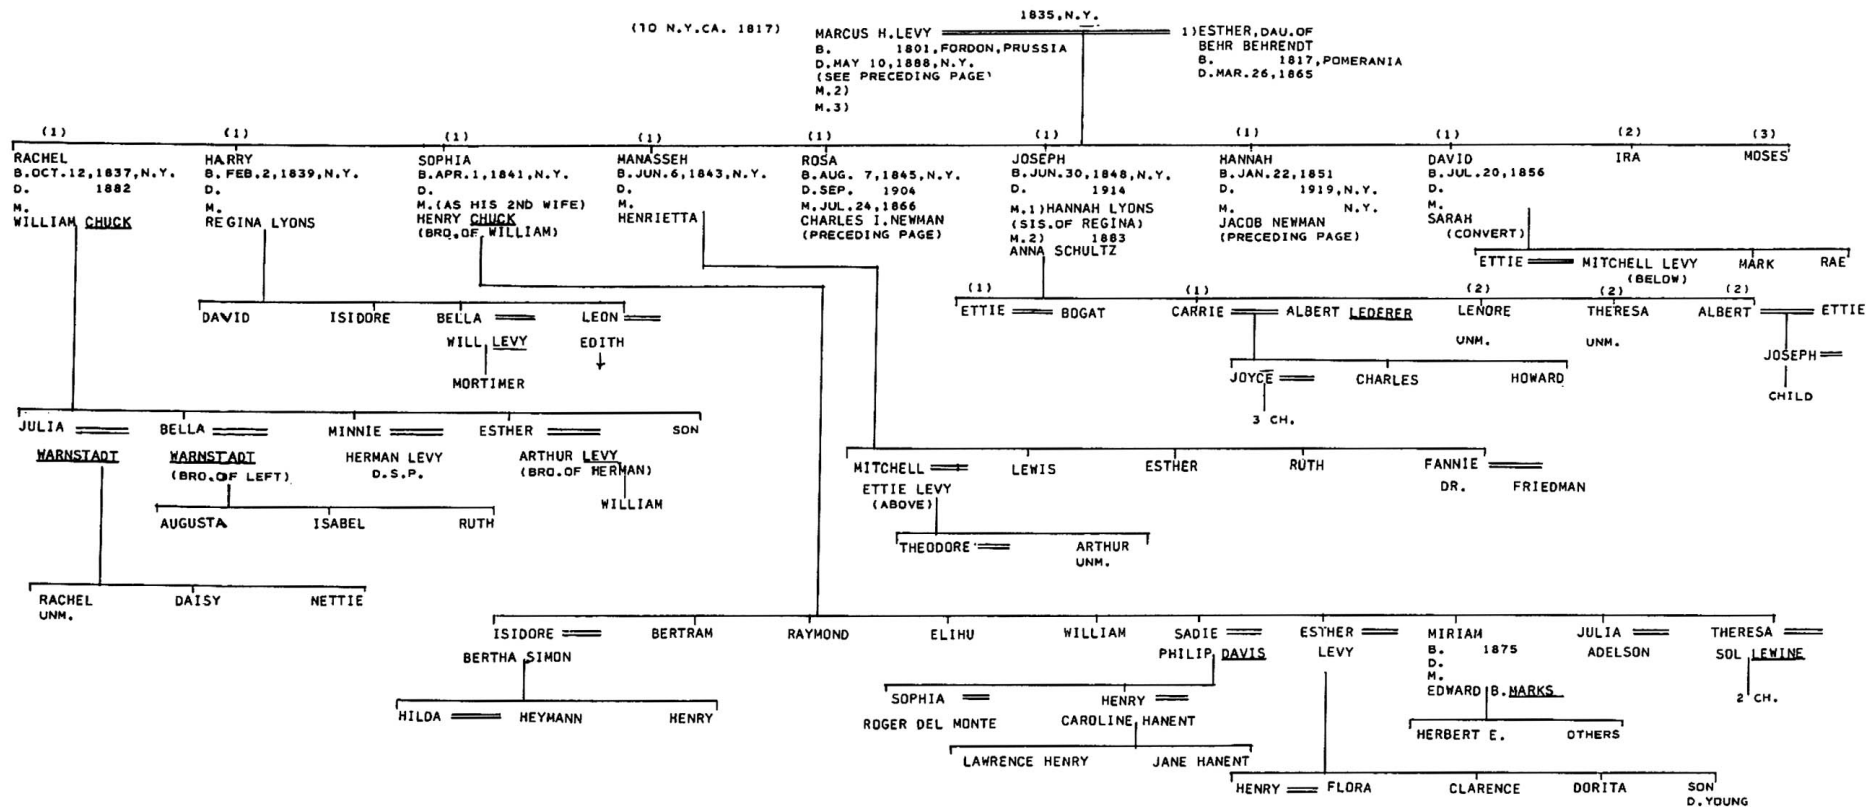 1835,N.Y.
(TO N.Y.CA. 1817)
MARCUS H.LEVY
B. 1801,FORDON,PRUSSIA
D.MAY 10,1888,N.Y.
(SEE PRECEDING PAGE)
M.2)
M.3)
1)ESTHER,DAU.OF
BEHR BEHRENDT
B. 1817,POMERANIA
D.MAR.26,1865
(1)
RACHEL
B.OCT.12,1837,N.Y.
D. 1882
M.
WILLIAM CHUCK
(1)
HARRY
B.FEB.2,1839,N.Y.
D.
M.
REGINA LYONS
(1)
SOPHIA
B.APR.1,1841,N.Y.
D.
M.(AS HIS 2ND WIFE)
HENRY CHUCK
(BRO.OF WILLIAM)
(1)
MANASSEH
B.JUN.6,1843,N.Y.
D.
M.
HENRIETTA
(1)
ROSA
B.AUG. 7,1845,N.Y.
D.SEP. 1904
M.JUL.24,1866
CHARLES I.NEWMAN
(PRECEDING PAGE)
(1)
JOSEPH
B.JUN.30,1848,N.Y.
D. 1914
M.1)HANNAH LYONS
(SIS.OF REGINA)
M.2) 1883
ANNA SCHULTZ
(1)
HANNAH
B.JAN.22,1851
D. 1919,N.Y.
M. N.Y.
JACOB NEWMAN
(PRECEDING PAGE)
(1)
DAVID
B.JUL.20,1856
D.
M.
SARAH
(CONVERT)
(2)
IRA
(3)
MOSES
ETTIE MITCHELL LEVY MARK RAE
(BELOW)
(1) (1) (2) (2) (2)
ETTIE BOGAT CARRIE ALBERT LEDERER LENORE THERESA ALBERT ETTIE
UNM. UNM.
JOSEPH
CHILD
JOYCE CHARLES HOWARD
3 CH.
DAVID ISIDORE BELLA LEON
WILL LEVY EDITH
MORTIMER
JULIA BELLA MINNIE ESTHER SON
WARNSTADT WARNSTADT HERMAN LEVY ARTHUR LEVY
(BRO.OF LEFT) D.S.P. (BRO.OF HERMAN)
WILLIAM
AUGUSTA ISABEL RUTH
RACHEL DAISY NETTIE
UNM.
MITCHELL LEWIS ESTHER RUTH FANNIE
ETTIE LEVY DR. FRIEDMAN
(ABOVE)
THEODORE ARTHUR
UNM.
ISIDORE BERTRAM RAYMOND ELIHU WILLIAM SADIE ESTHER MIRIAM JULIA THERESA
BERTHA SIMON PHILIP DAVIS LEVY B. 1875 ADELSON SOL LEWINE
D.
M.
EDWARD B.MARKS 2 CH.
HILDA HEYMANN HENRY
SOPHIA HENRY
ROGER DEL MONTE CAROLINE HANENT
LAWRENCE HENRY JANE HANENT
HERBERT E. OTHERS
HENRY FLORA CLARENCE DORITA SON
D.YOUNG